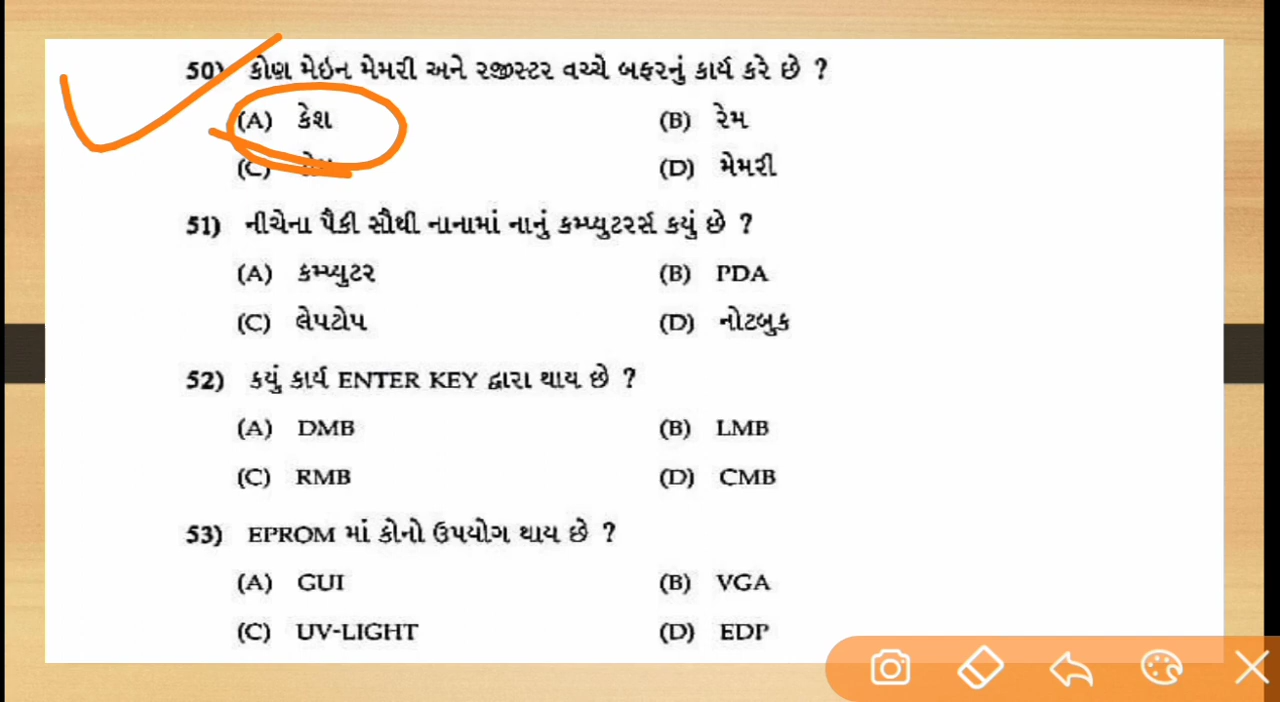 50) કોણ મેઇન મેમરી અને રજીસ્ટર વચ્ચે બફરનું કાર્ય કરે છે ?
(A) કેશ (B) રેમ
(C) (D) મેમરી
51) નીચેના પૈકી સૌથી નાનામાં નાનું કમ્પ્યુટરર્સ કયું છે ?
(A) કમ્પ્યુટર (B) PDA
(C) લેપટોપ (D) નોટબુક
52) કયું કાર્ય ENTER KEY દ્વારા થાય છે ?
(A) DMB (B) LMB
(C) RMB (D) CMB
53) EPROM માં કોનો ઉપયોગ થાય છે ?
(A) GUI (B) VGA
(C) UV-LIGHT (D) EDP